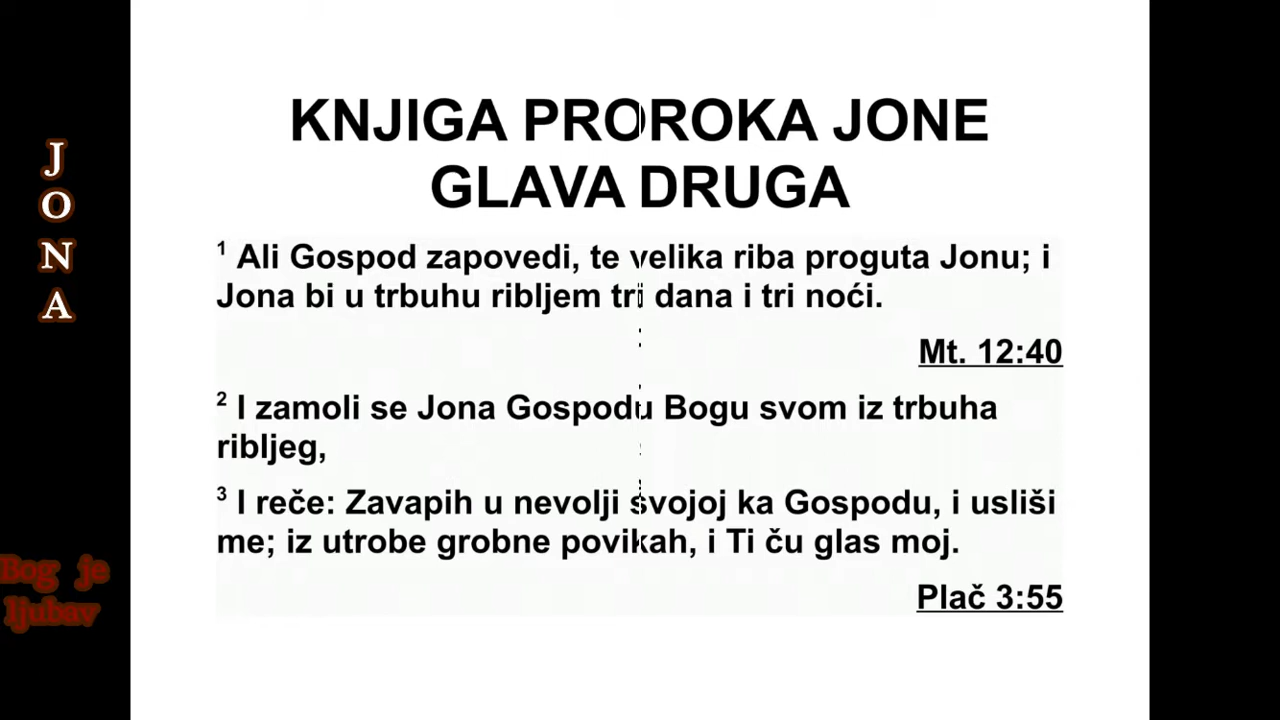 JONA
Bog je
ljubav
KNJIGA PROROKA JONE
GLAVA DRUGA
1 Ali Gospod zapovedi, te velika riba proguta Jonu; i
Jona bi u trbuhu ribljem tri dana i tri noći.
Mt. 12:40
2 I zamoli se Jona Gospodu Bogu svom iz trbuha
ribljeg,
3 I reče: Zavapih u nevolji svojoj ka Gospodu, i usliši
me; iz utrobe grobne povikah, i Ti ču glas moj.
Plač 3:55